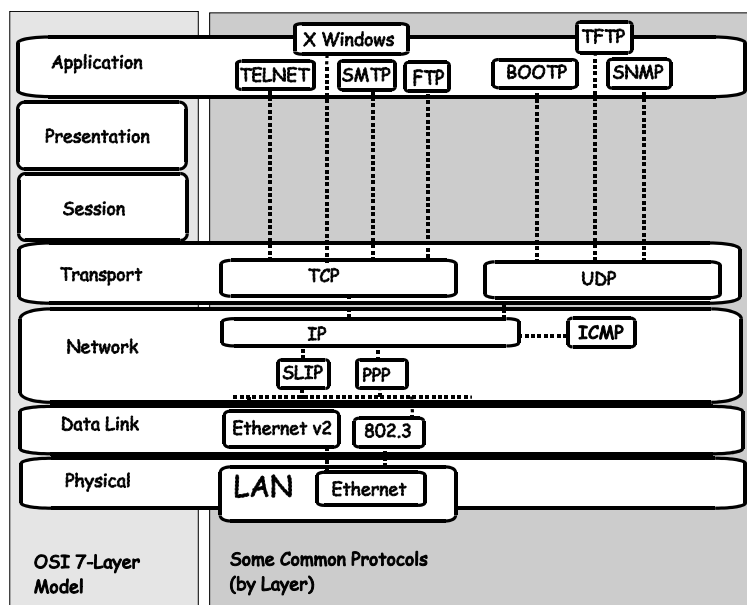 X Windows
TFTP
Application
TELNET
SMTP
FTP
BOOTP
SNMP
Presentation
Session
Transport
TCP
UDP
Network
IP
ICMP
SLIP
PPP
Data Link
Ethernet v2
802.3
Physical
LAN
Ethernet
OSI 7-Layer
Model
Some Common Protocols
(by Layer)